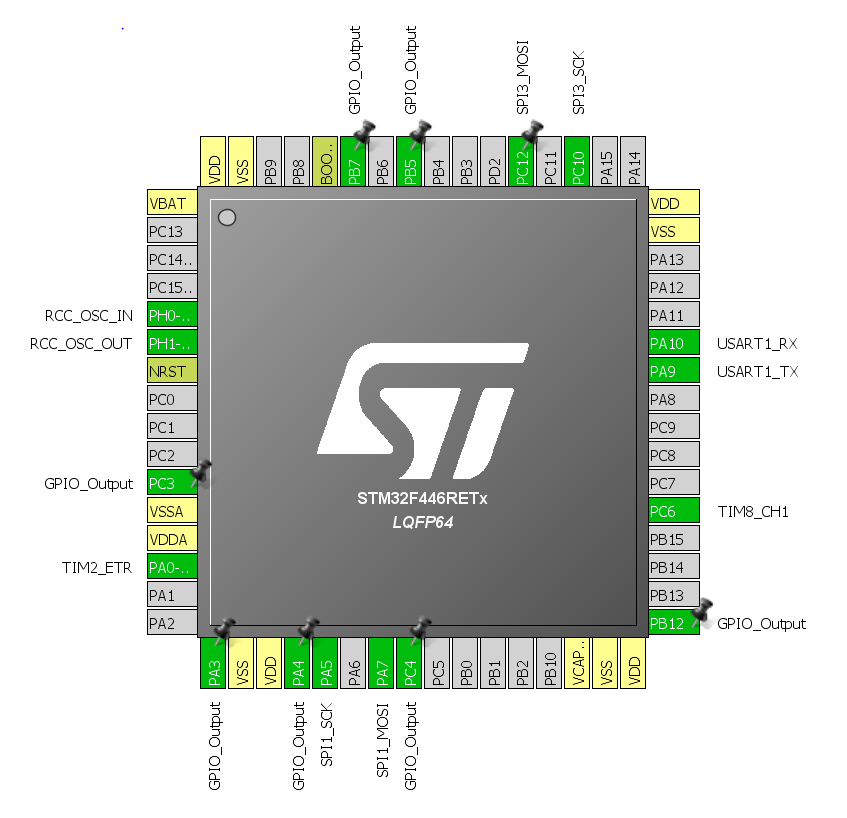 GPIO_Output
GPIO_Output
SPI3_MOSI
SPI3_SCK
VDD
VSS
PB9
PB8
BOO..
PB7
PB6
PB5
PB4
PB3
PD2
PC12
PC11
PC10
PA15
PA14
VBAT
PC13
PC14..
PC15..
RCC_OSC_IN PH0-..
RCC_OSC_OUT PH1-..
NRST
PC0
PC1
PC2
GPIO_Output PC3
VSSA
VDDA
TIM2_ETR PA0-..
PA1
PA2
STM32F446RETx
LQFP64
VDD
VSS
PA13
PA12
PA11
PA10 USART1_RX
PA9 USART1_TX
PA8
PC9
PC8
PC7
PC6 TIM8_CH1
PB15
PB14
PB13
PB12 GPIO_Output
PA3
VSS
VDD
PA4
PA5
PA6
PA7
PC4
PC5
PB0
PB1
PB2
PB10
VCAP..
VSS
VDD
GPIO_Output
GPIO_Output
SPI1_SCK
SPI1_MOSI
GPIO_Output